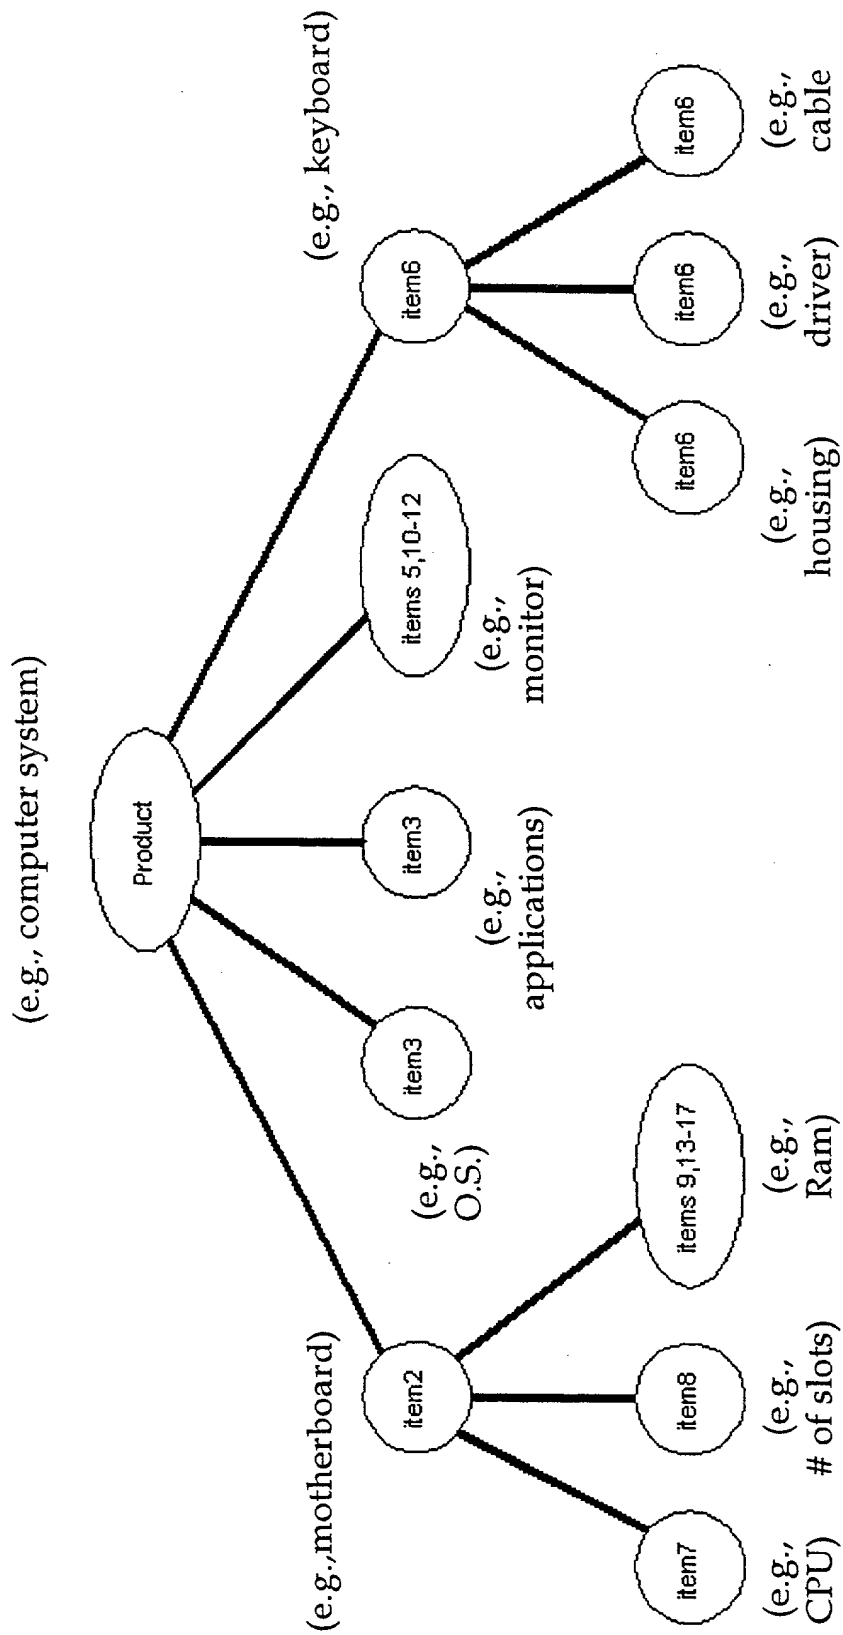 (e.g., computer system)
Product
(e.g.,motherboard)
item2
item3
(e.g.,
O.S.)
item3
(e.g.,
applications)
items 5,10-12
(e.g.,
monitor)
(e.g., keyboard)
item6
item7
(e.g.,
CPU)
item8
(e.g.,
# of slots)
items 9,13-17
(e.g.,
Ram)
item6
(e.g.,
housing)
item6
(e.g.,
driver)
item6
(e.g.,
cable